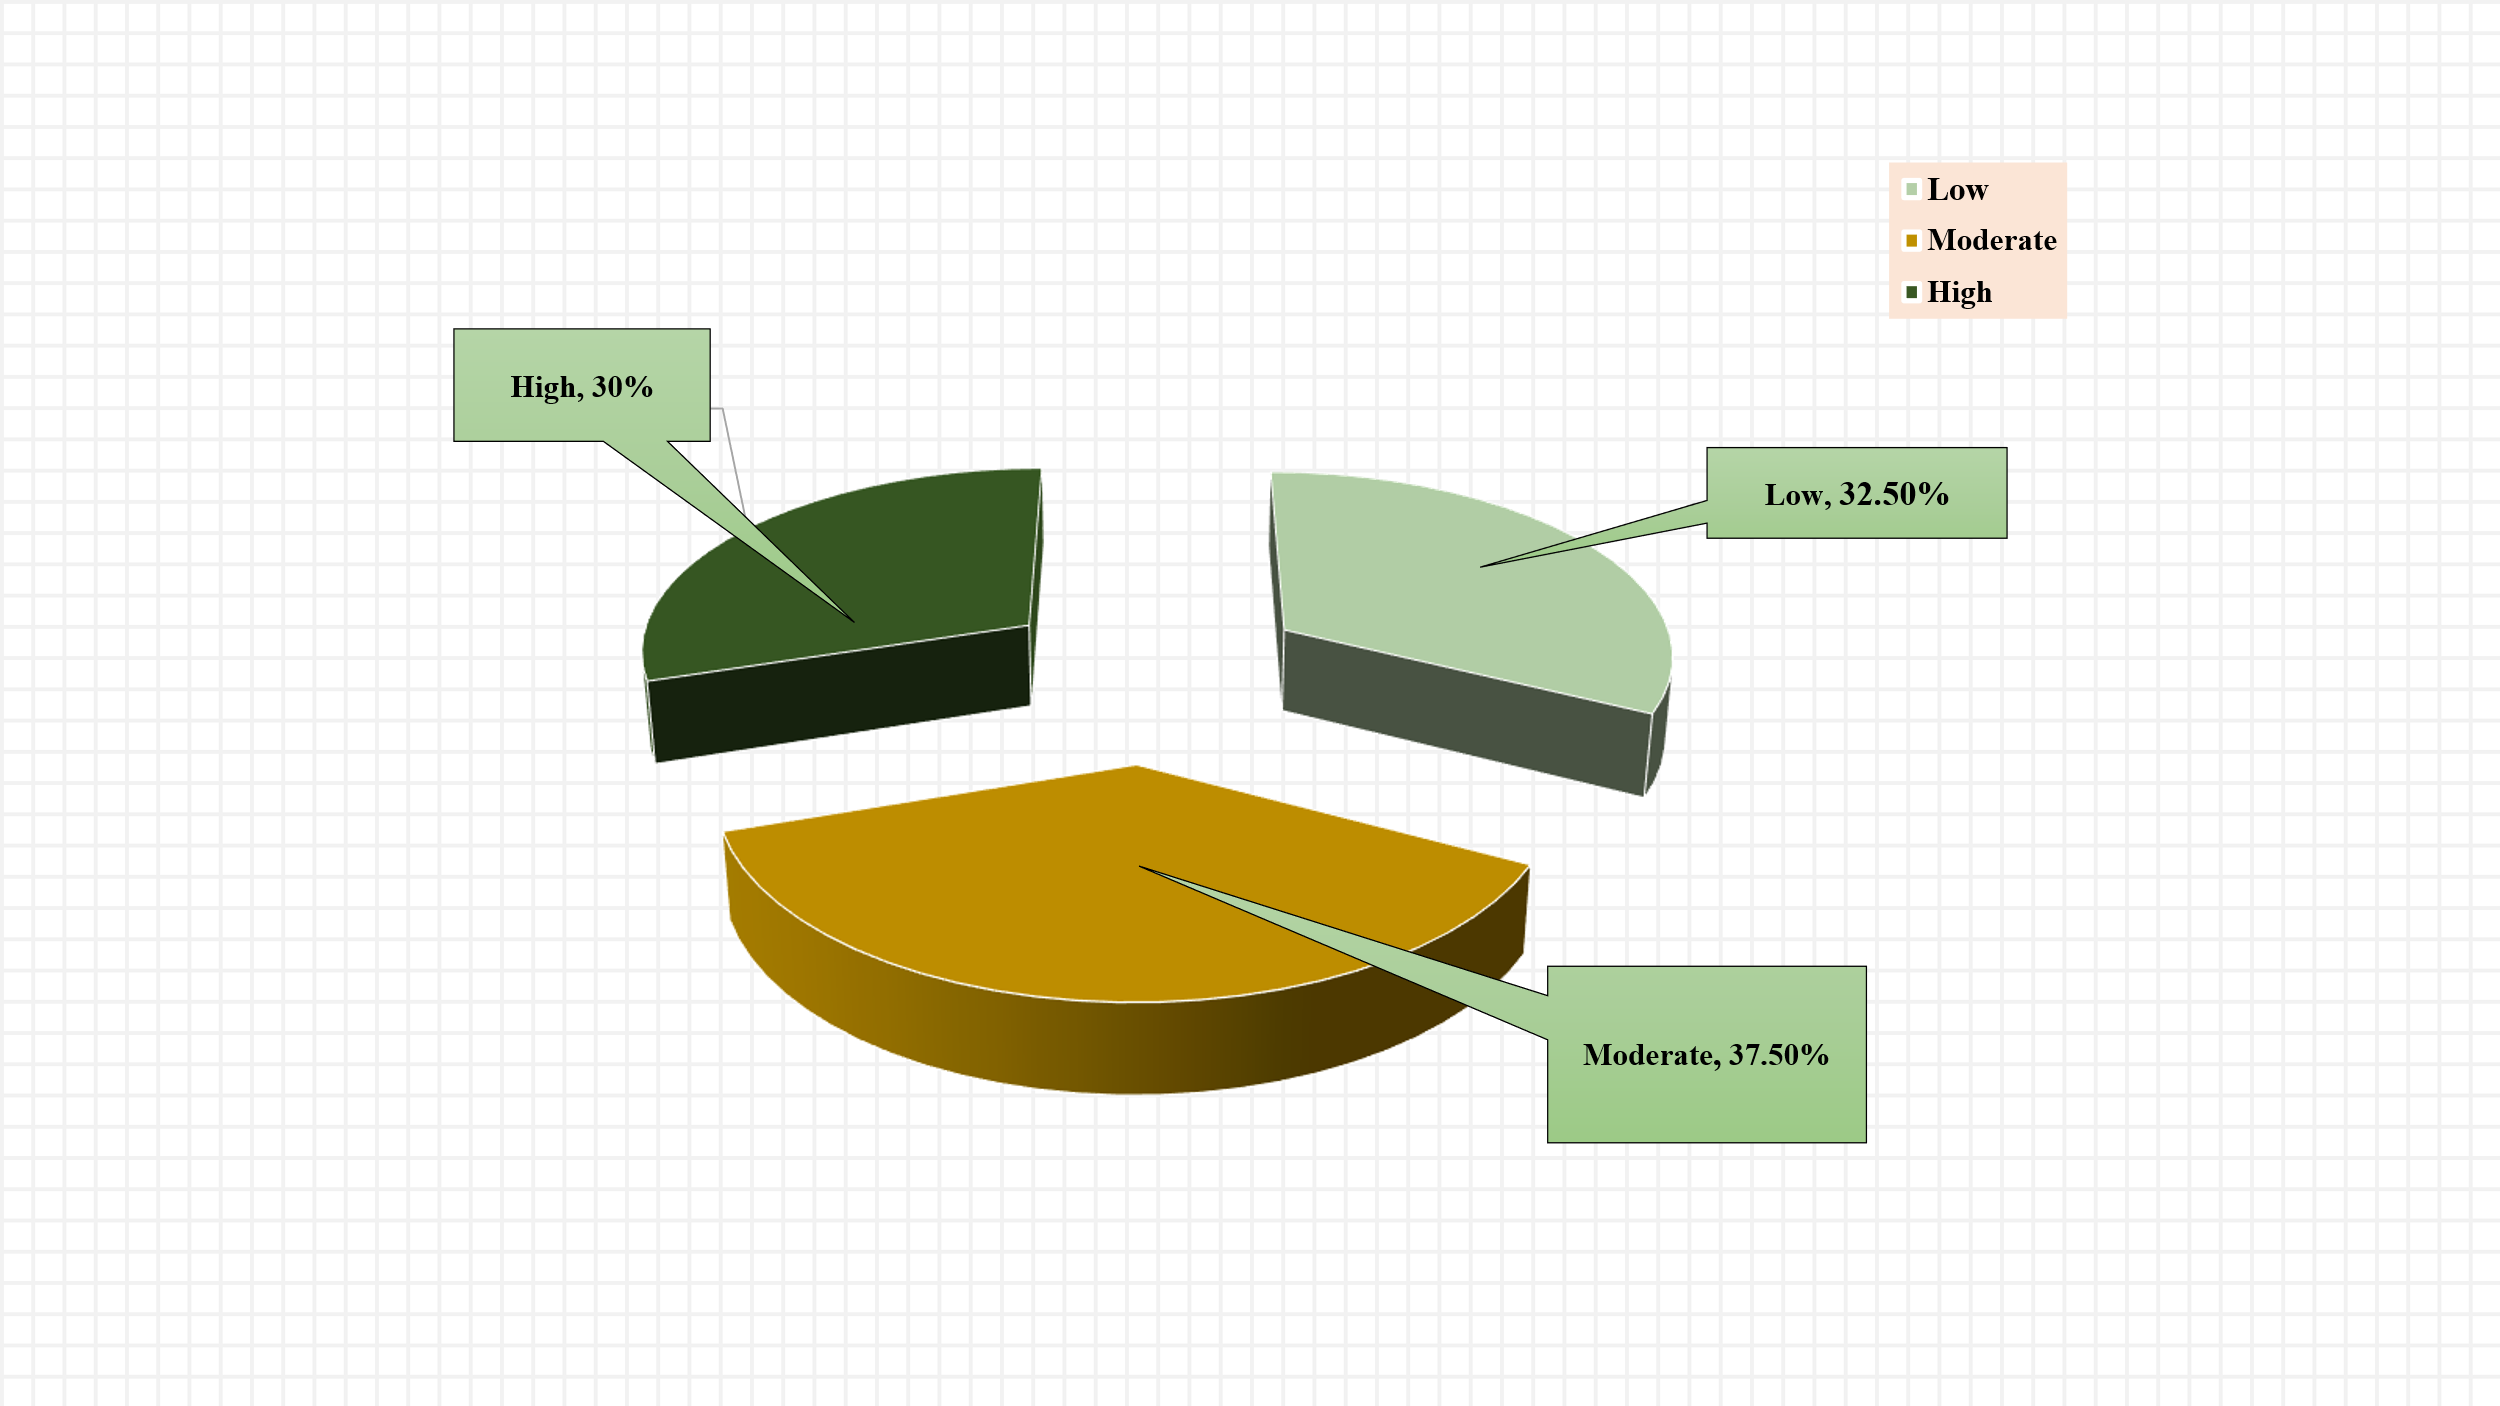 Low
Moderate
High
High, 30%
Low, 32.50%
Moderate, 37.50%